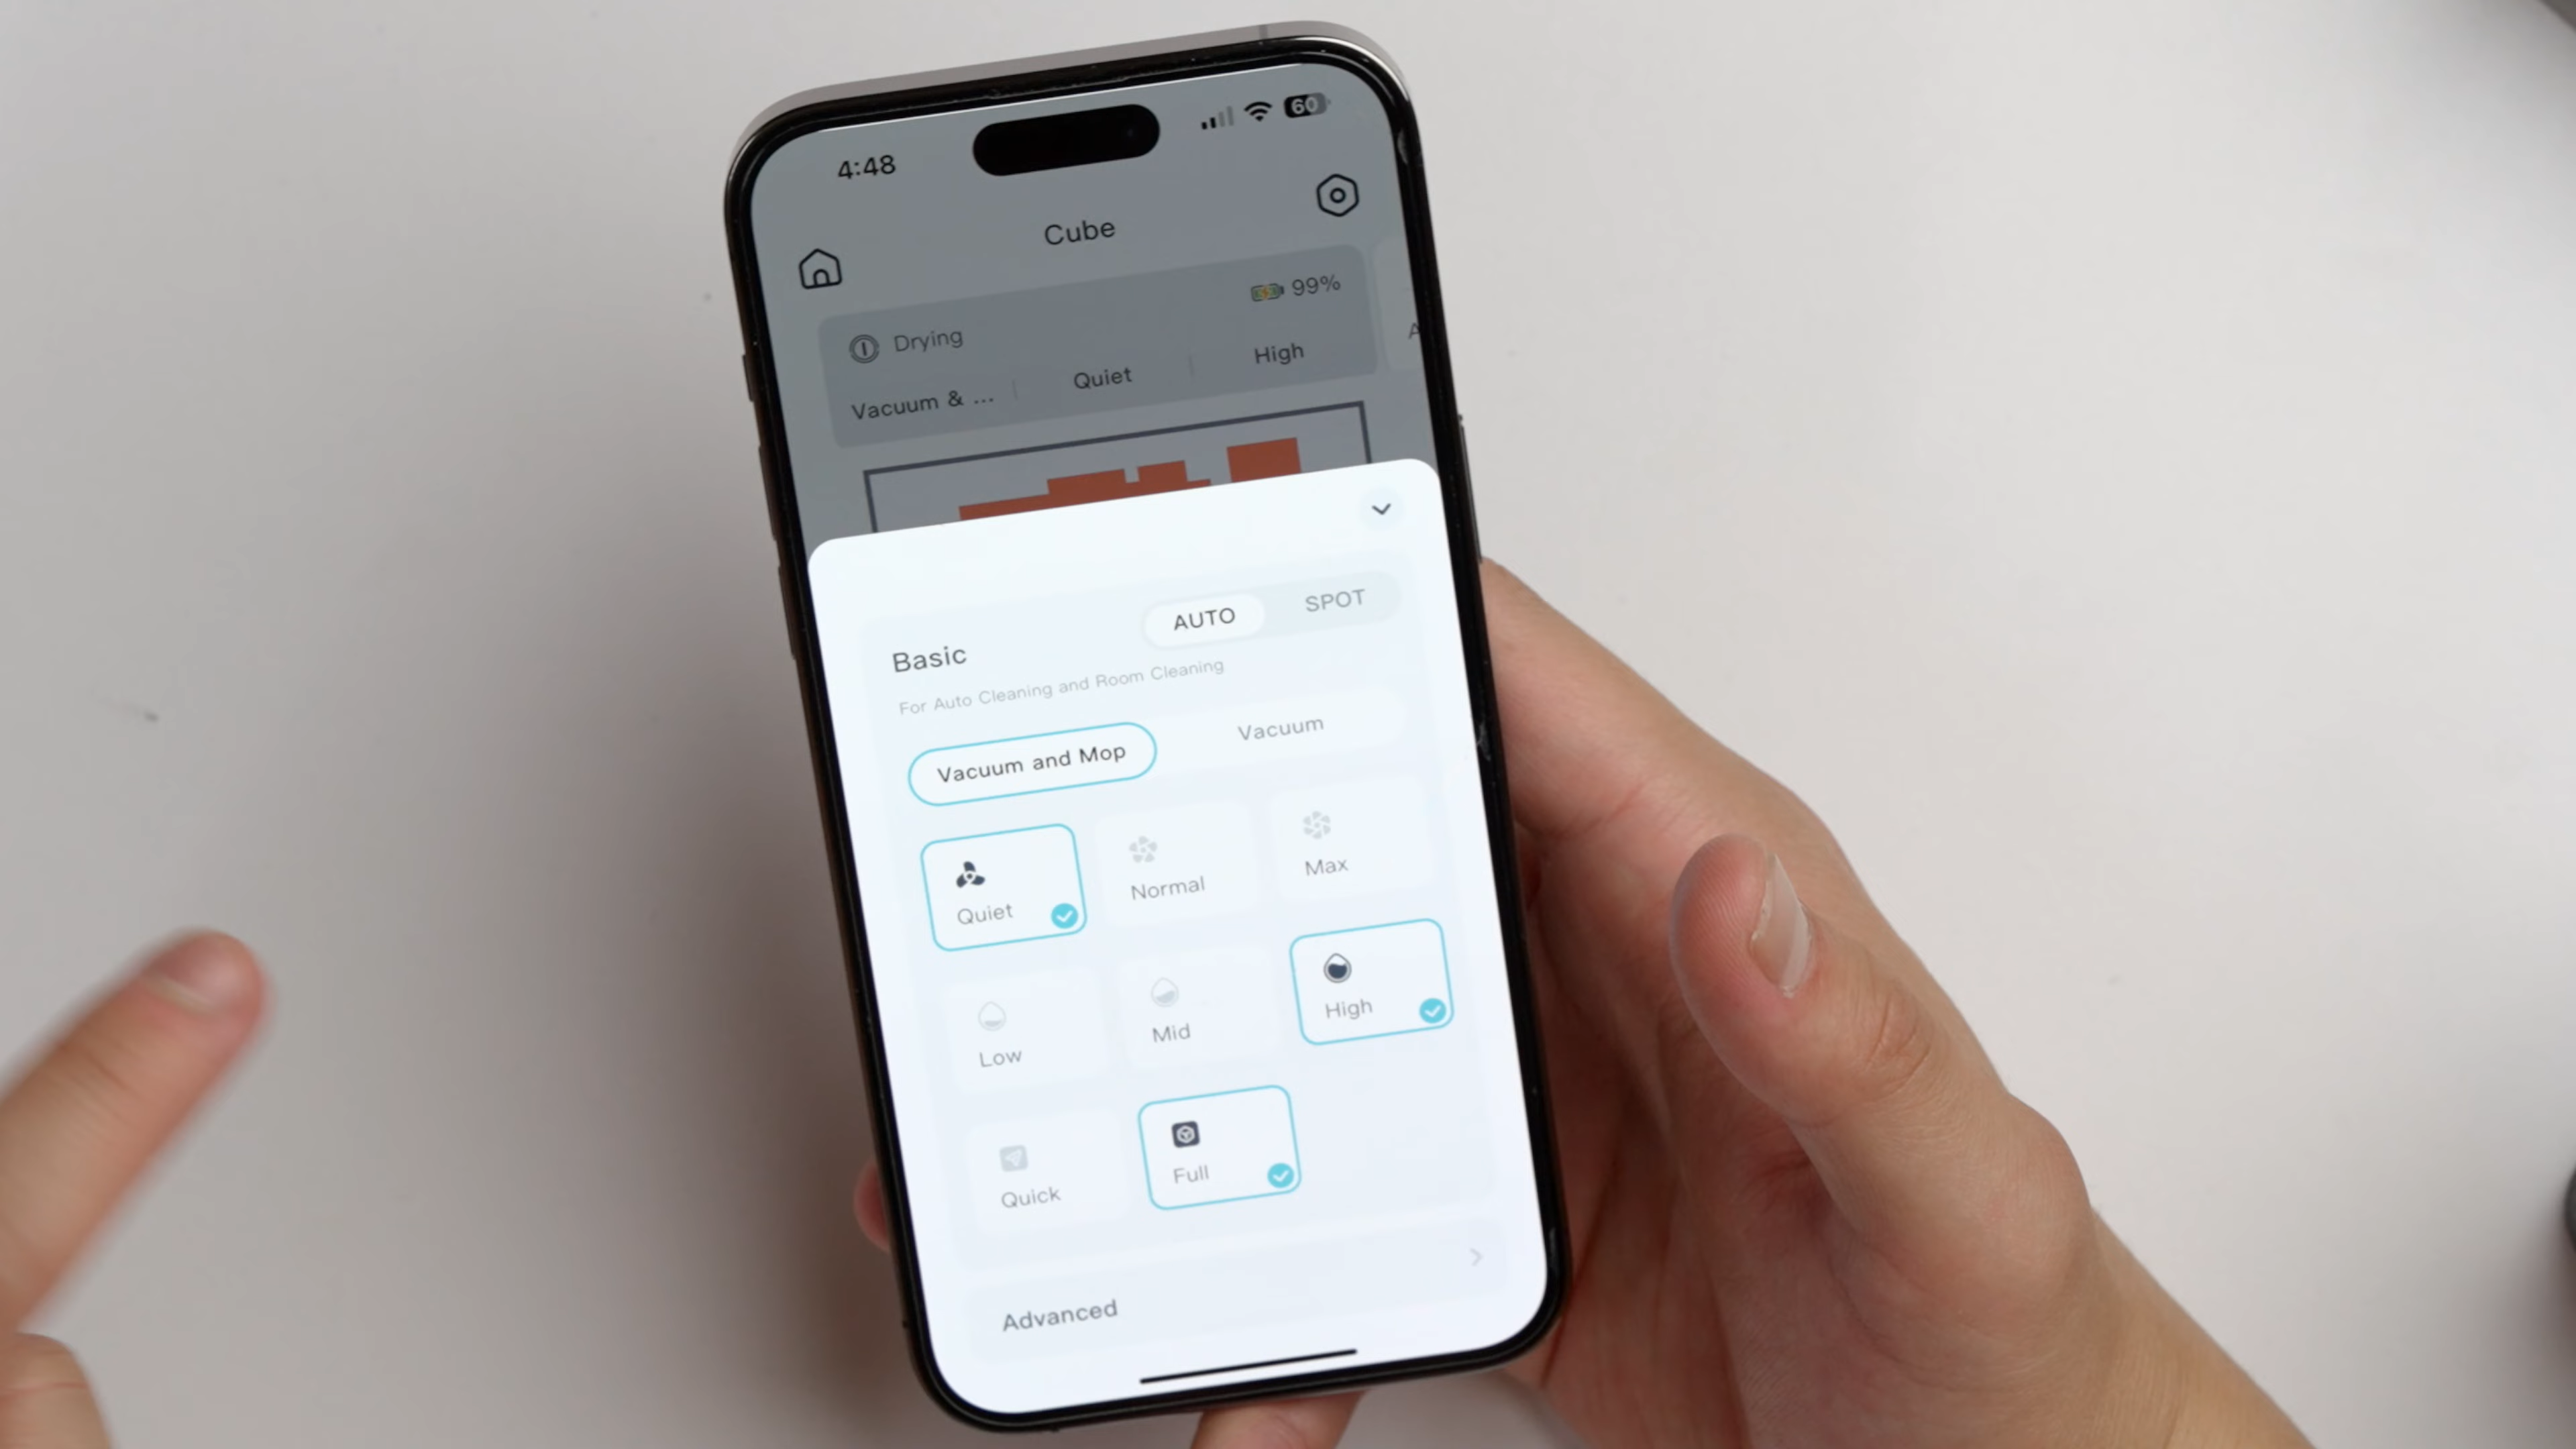 4:48
60
Cube
99%
Drying
Vacuum & ...
Quiet
High
AUTO
SPOT
Basic
For Auto Cleaning and Room Cleaning
Vacuum and Mop
Vacuum
Quiet
Normal
Max
Low
Mid
High
Quick
Full
Advanced